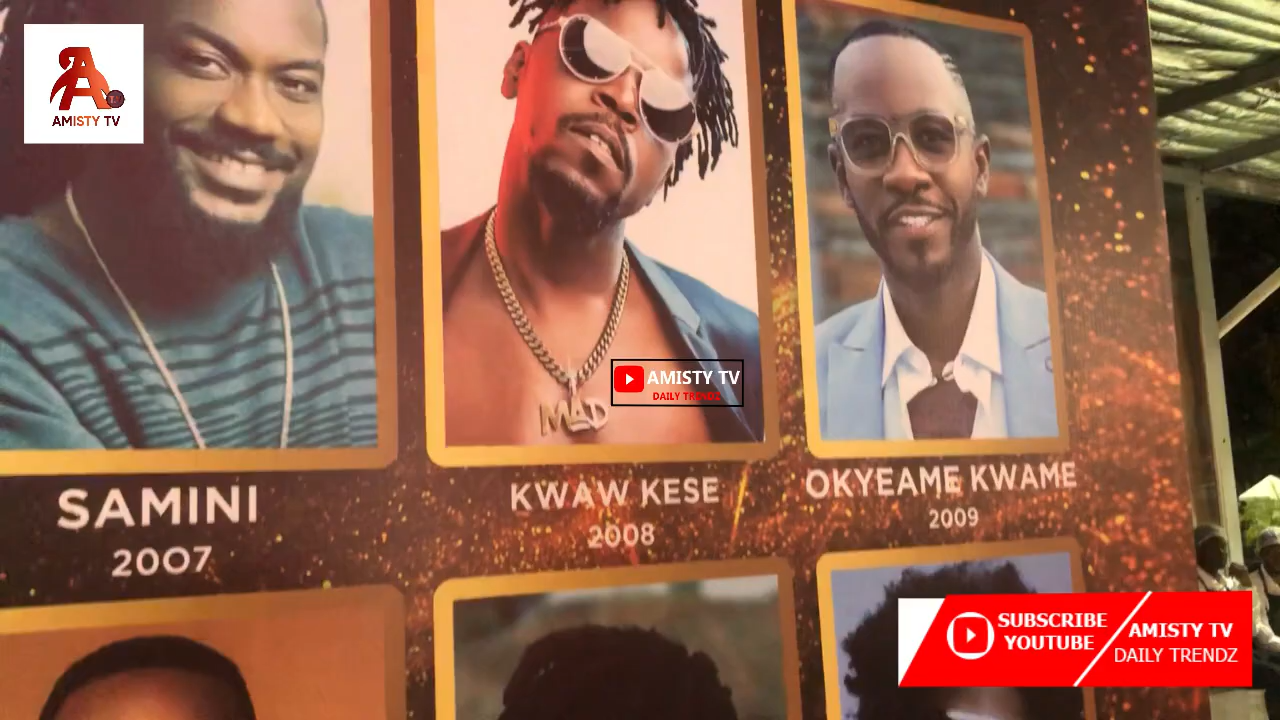 A
TV
AMISTY TV
MAD
AMISTY TV
DAILY TRENDZ
SAMINI
2007
KWAW KESE
2008
OKYEAME KWAME
2009
SUBSCRIBE
YOUTUBE
AMISTY TV
DAILY TRENDZ